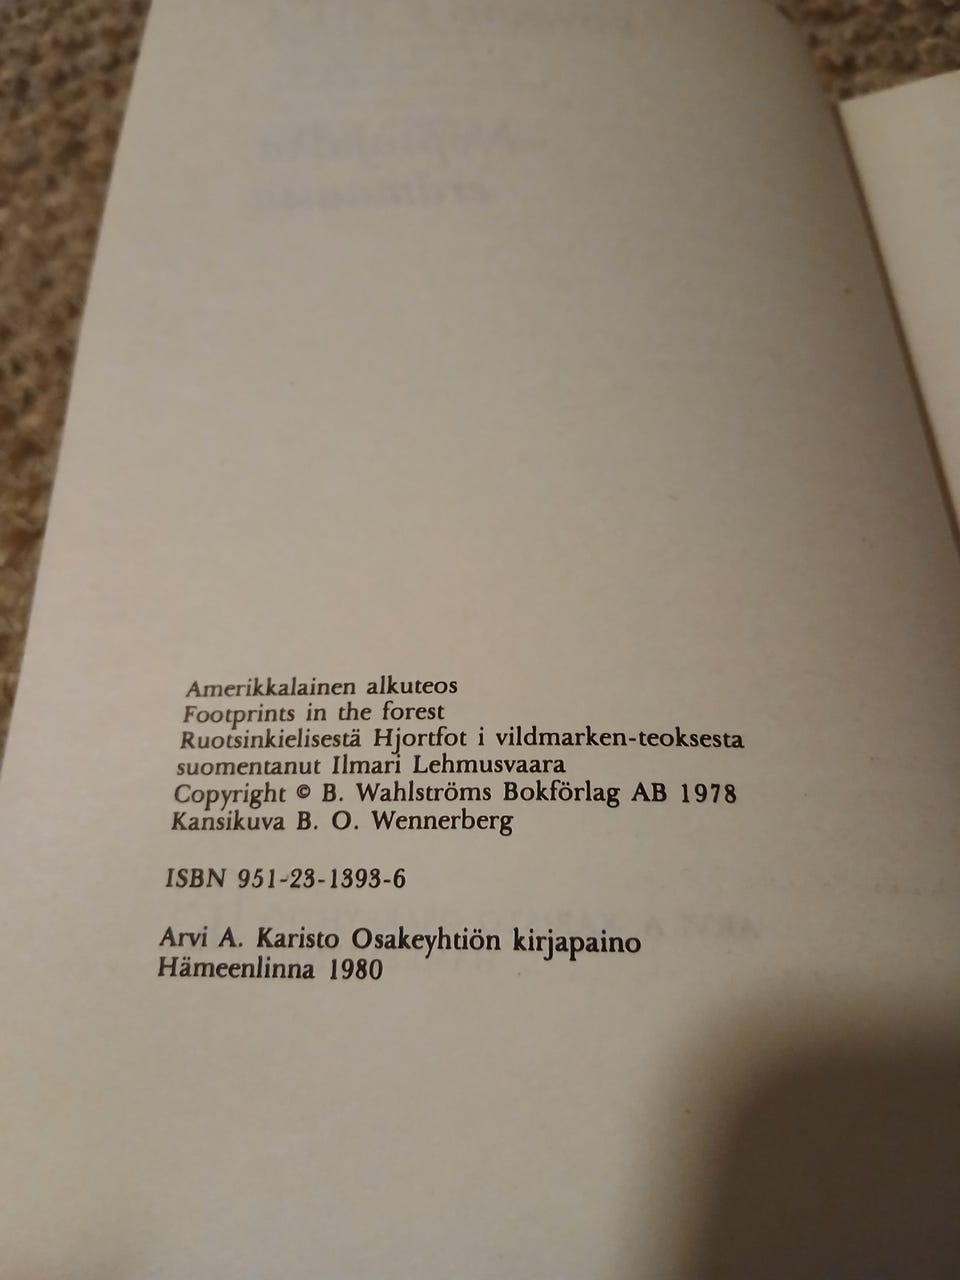 Amerikkalainen alkuteos
Footprints in the forest
Ruotsinkielisestä Hjortfot i vildmarken-teoksesta
suomentanut Ilmari Lehmusvaara
Copyright © B. Wahlströms Bokförlag AB 1978
Kansikuva B. O. Wennerberg
ISBN 951-23-1393-6
Arvi A. Karisto Osakeyhtiön kirjapaino
Hämeenlinna 1980